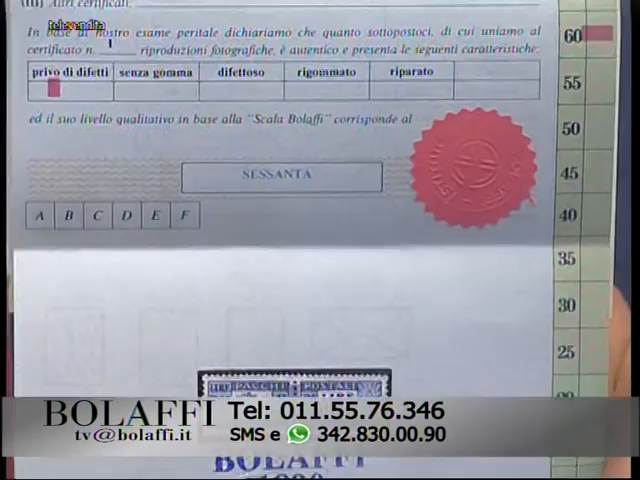 (III) Altri certificati:
televendita
In base al nostro esame peritale dichiariamo che quanto sottopostoci, di cui uniamo al
certificato n. 1 riproduzioni fotografiche, è autentico e presenta le seguenti caratteristiche:
privo di difetti senza gomma difettoso rigommato riparato
ed il suo livello qualitativo in base alla "Scala Bolaffi" corrisponde al
SESSANTA
A B C D E F
60
55
50
45
40
35
30
25
PACCHI POSTALI
BOLAFFI
tv@bolaffi.it
Tel: 011.55.76.346
SMS e 342.830.00.90
BOLAFFI